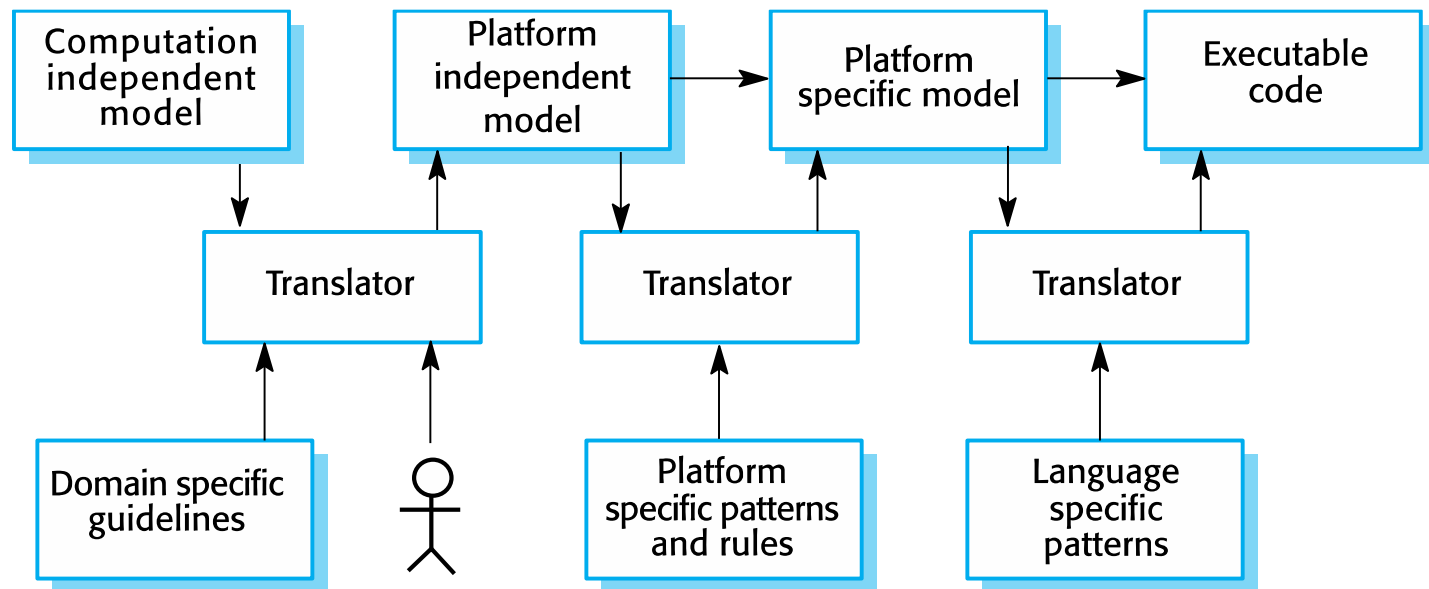 Computation
independent
model
Platform
independent
model
Platform
specific model
Executable
code
Translator
Translator
Translator
Domain specific
guidelines
Platform
specific patterns
and rules
Language
specific
patterns